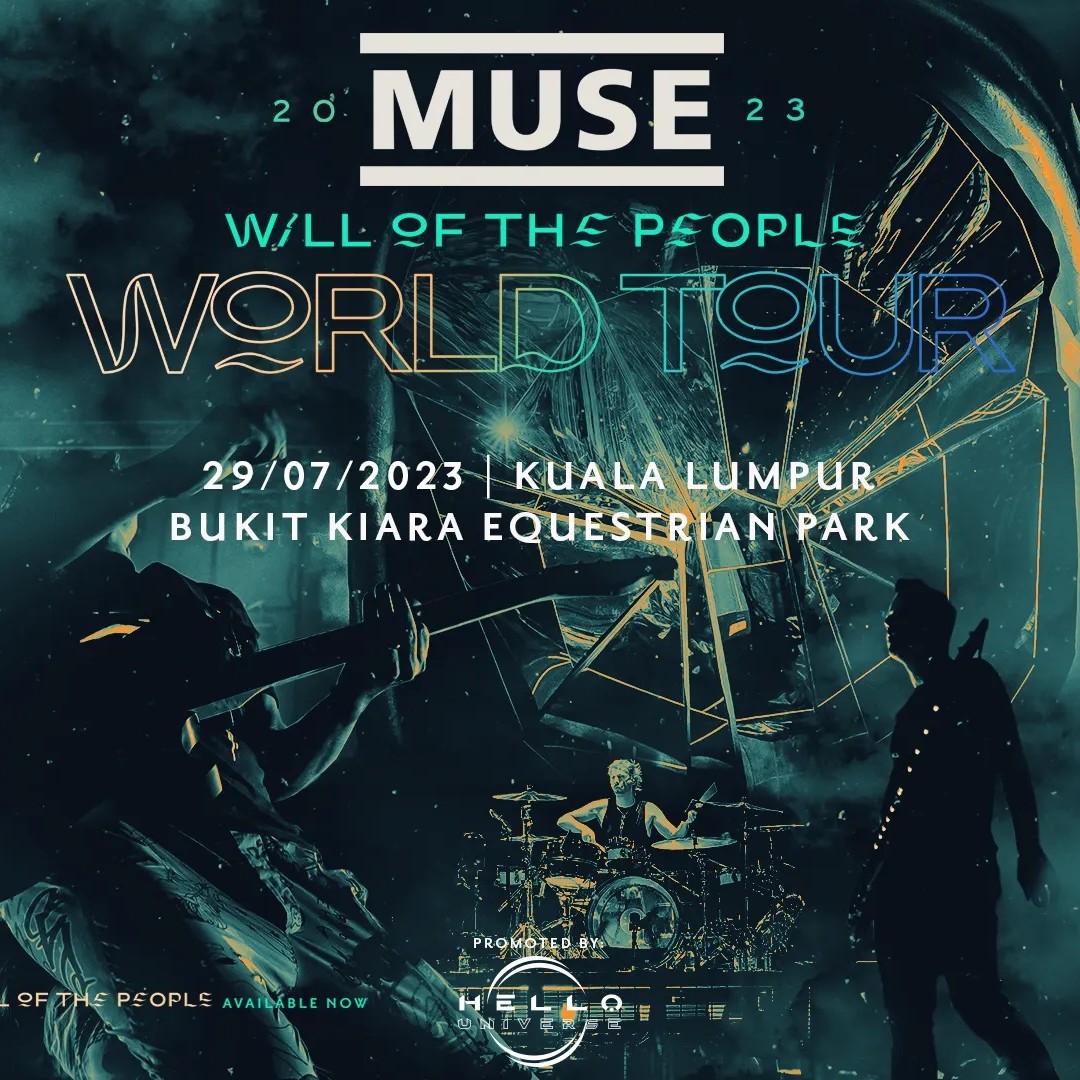 MUSE
20 23
WILL OF THE PEOPLE
WORLD TOUR
29/07/2023 | KUALA LUMPUR
BUKIT KIARA EQUESTRIAN PARK
PROMOTED BY:
HELLO
UNIVERSE
L OF THE PEOPLE AVAILABLE NOW